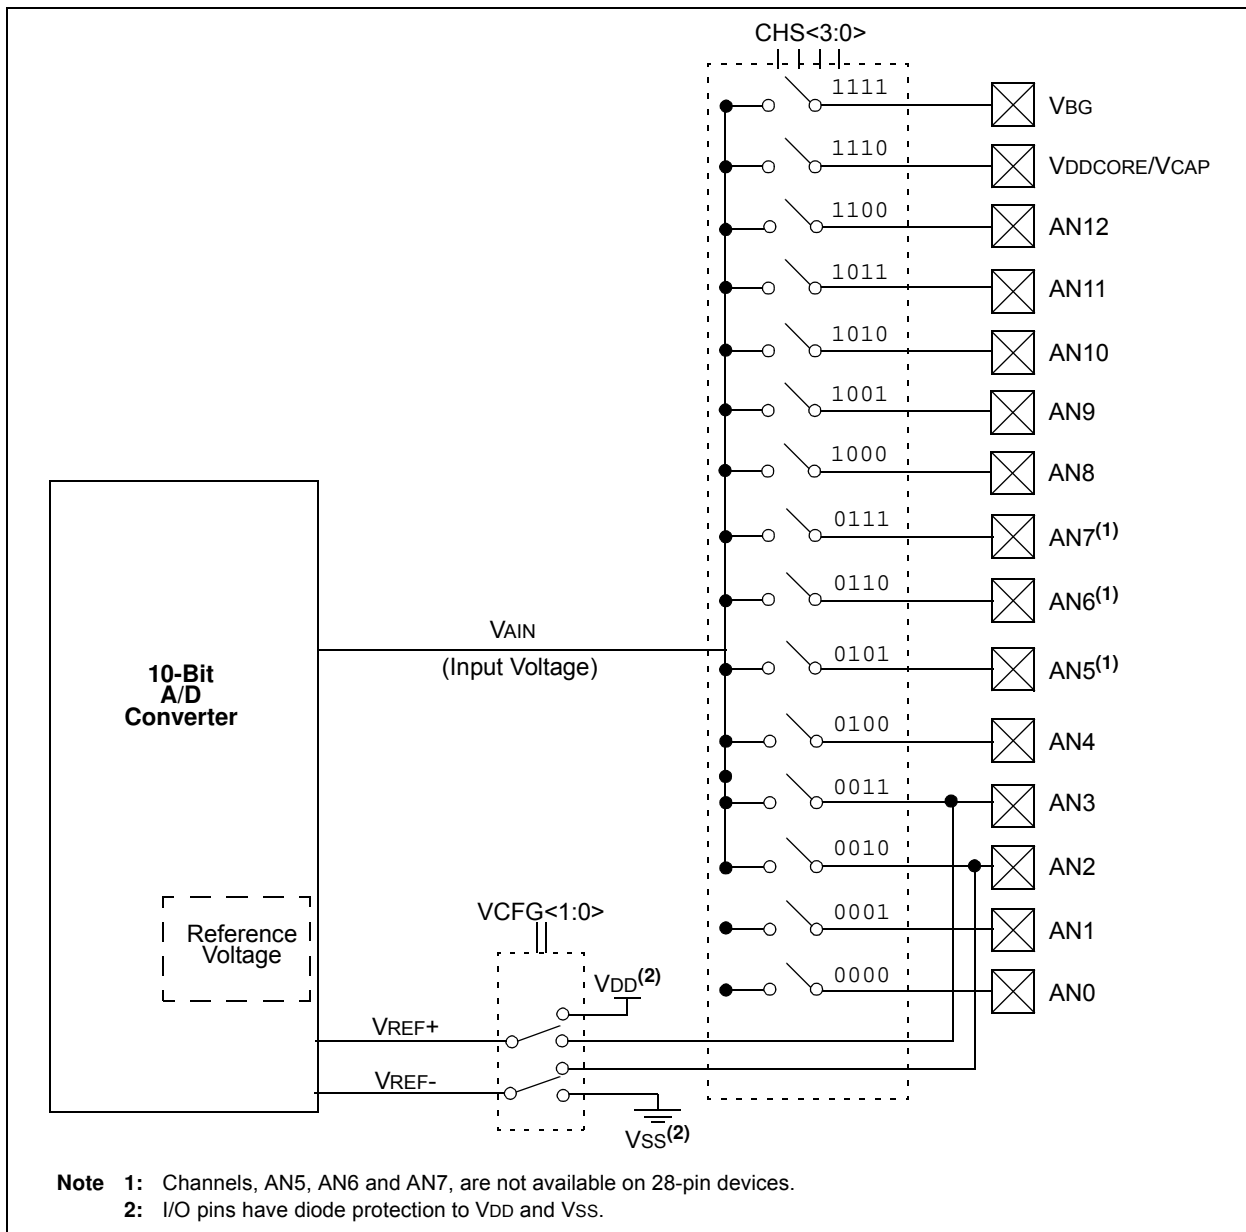 CHS<3:0>
1111
VBG
1110
VDDCORE/VCAP
1100
AN12
1011
AN11
1010
AN10
1001
AN9
1000
AN8
0111
AN7(1)
0110
AN6(1)
VAIN
(Input Voltage)
0101
AN5(1)
10-Bit
A/D
Converter
0100
AN4
0011
AN3
0010
AN2
VCFG<1:0>
0001
AN1
Reference
Voltage
VDD(2)
0000
AN0
VREF+
VREF-
VSS(2)
Note 1: Channels, AN5, AN6 and AN7, are not available on 28-pin devices.
2: I/O pins have diode protection to VDD and VSS.